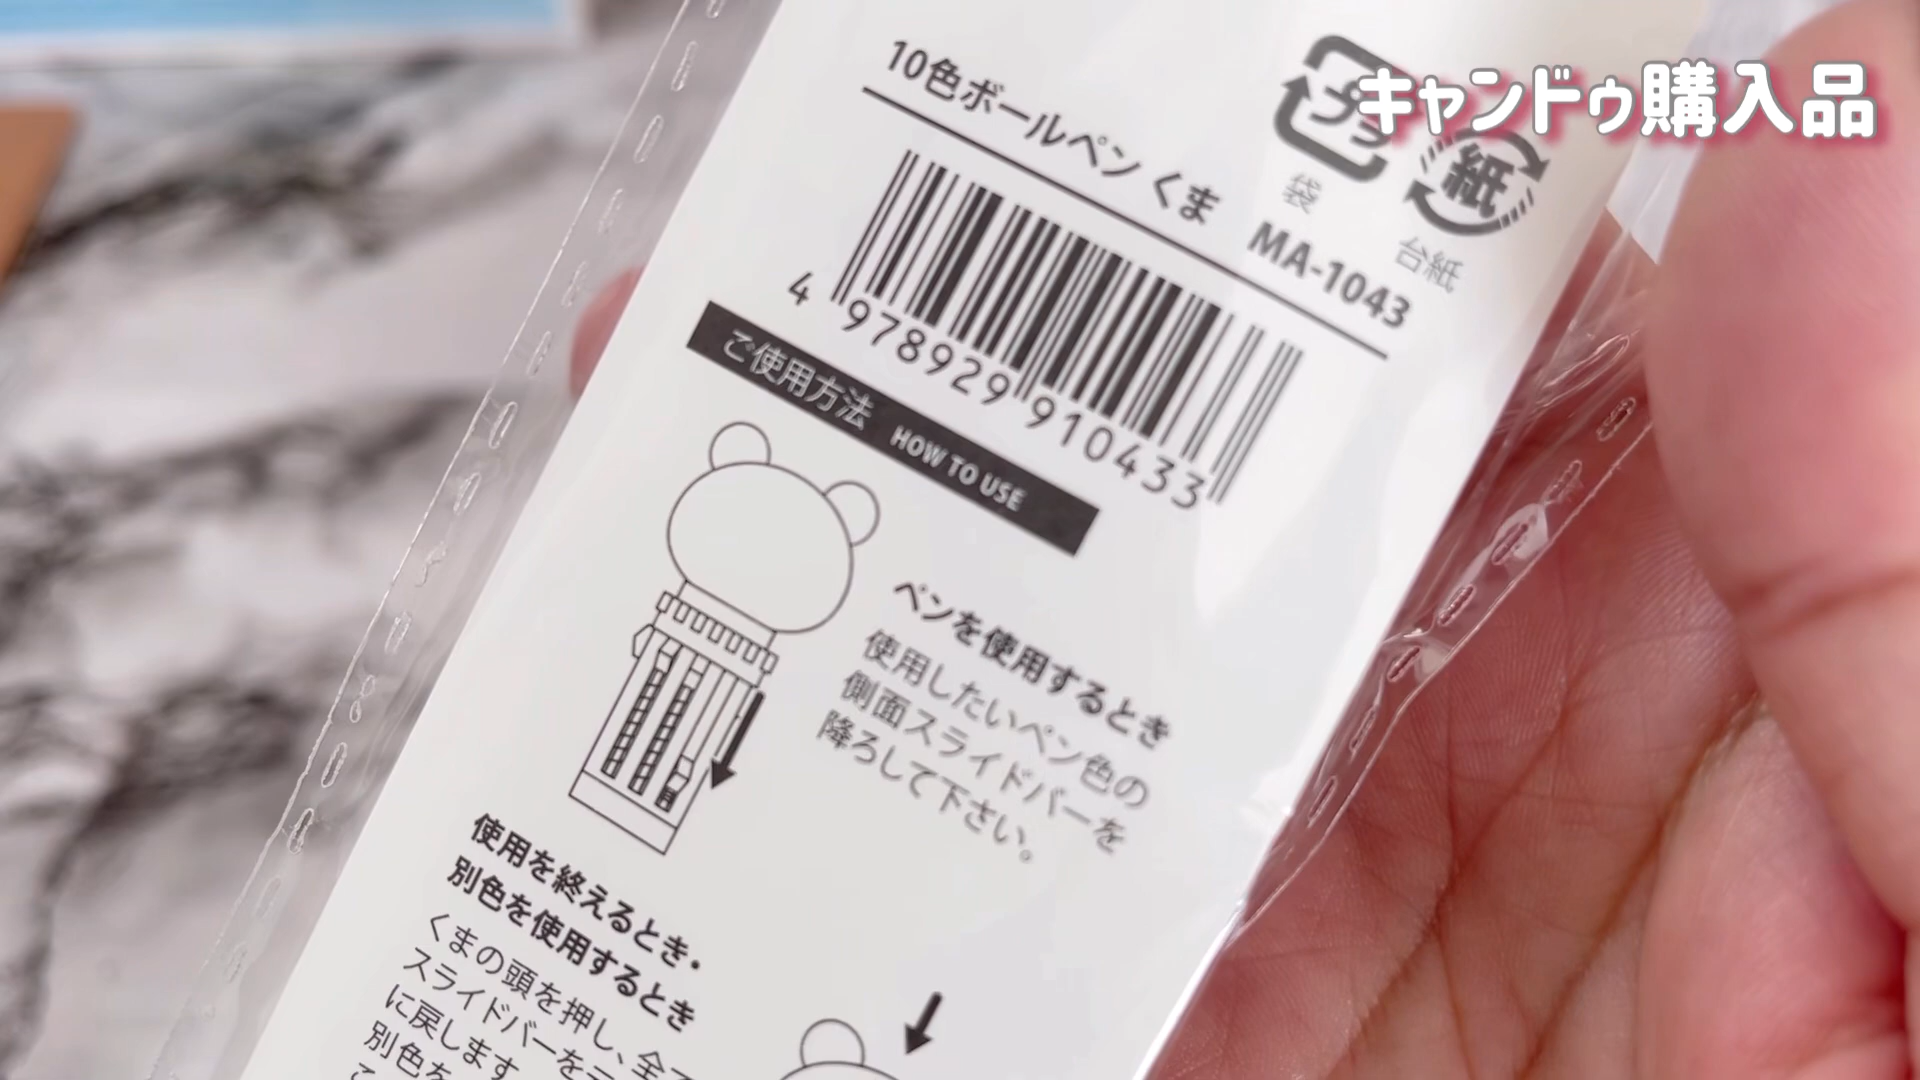 キャンドゥ購入品
10色ボールペン くま
MA-1043
プラ
袋
紙
台紙
4 978929 910433
ご使用方法 HOW TO USE
ペンを使用するとき
使用したいペン色の
側面スライドバーを
降ろして下さい。
使用を終えるとき・
別色を使用するとき
くまの頭を押し、全て
スライドバーを元
に戻します
別色を